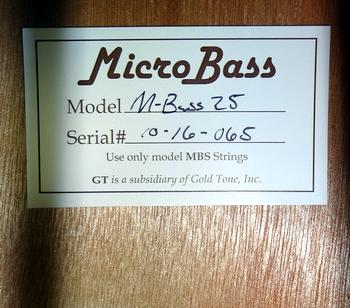 MicroBass
Model M-Bass 25
Serial# 10-16-065
Use only model MBS Strings
GT is a subsidiary of Gold Tone, Inc.